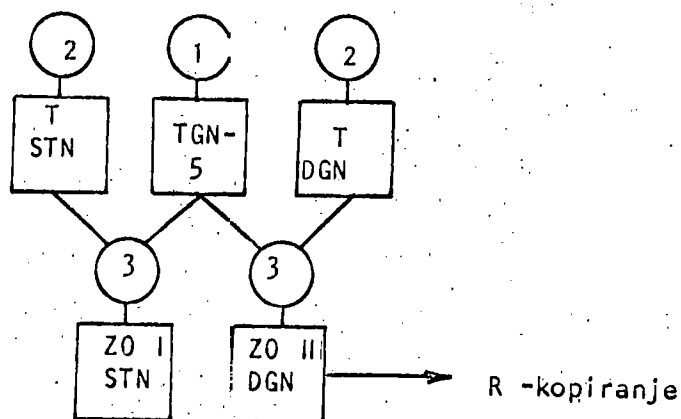 2
1
2
T
STN
TGN-
5
T
DGN
3
3
ZO I
STN
ZO II
DGN
R -kopiranje